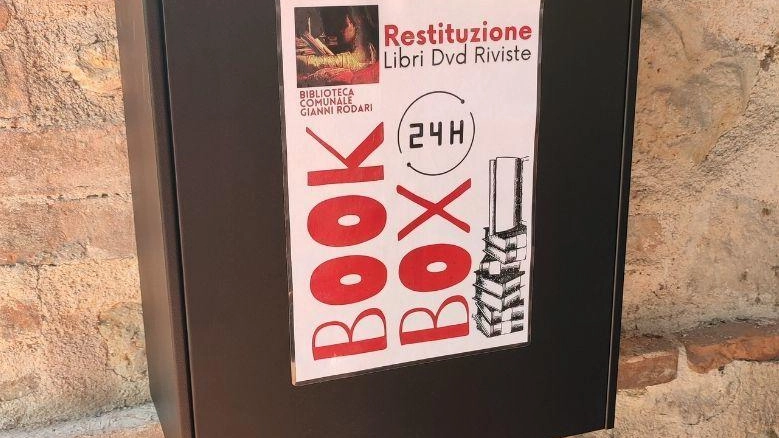 Restituzione
Libri Dvd Riviste
BIBLIOTECA
COMUNALE
GIANNI RODARI
24H
BOOK
BOX